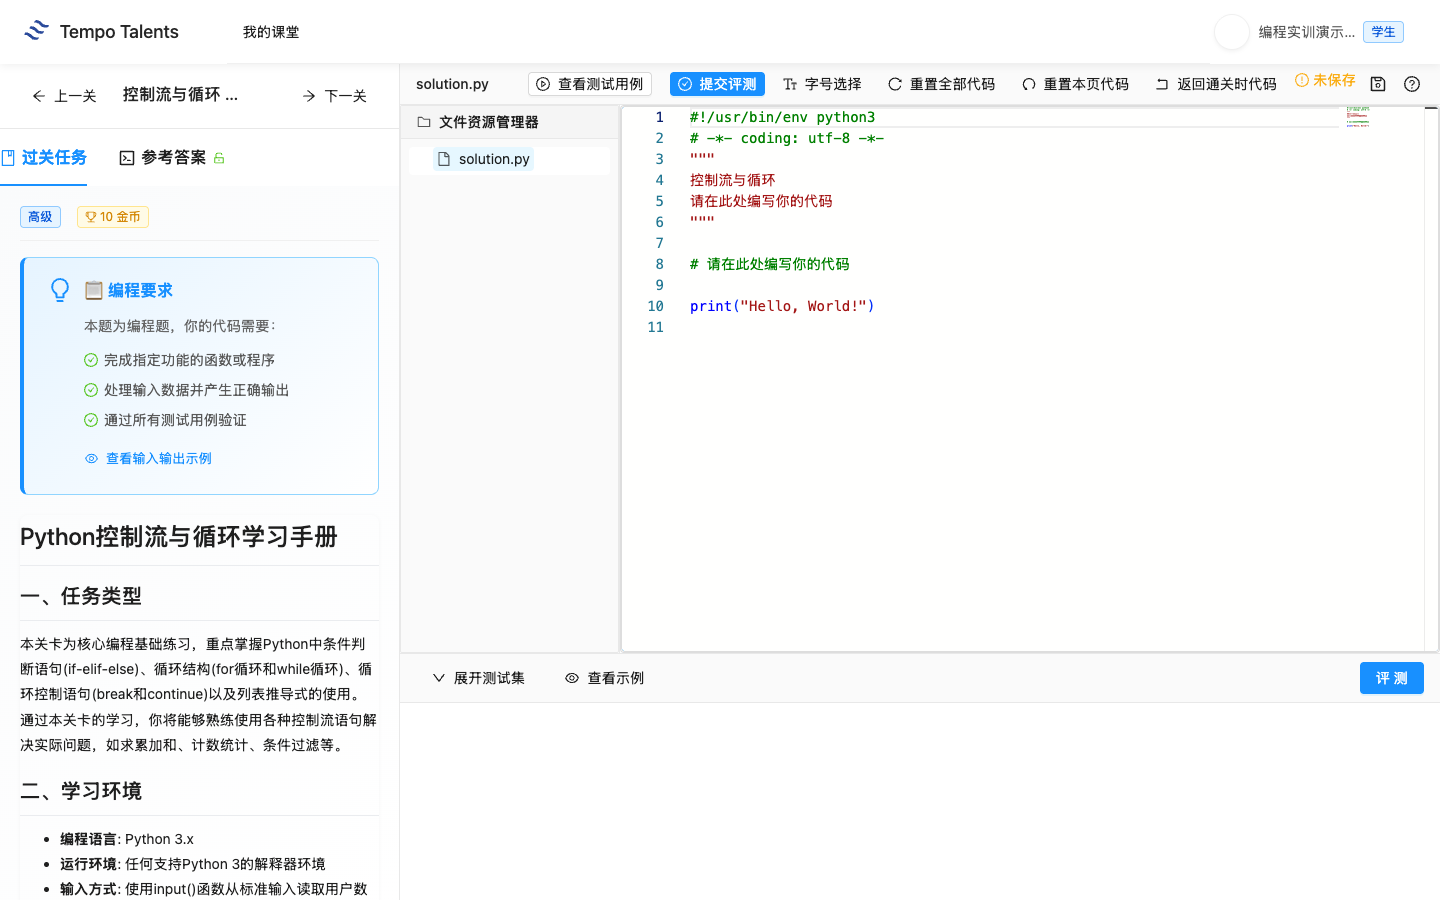 Tempo Talents
我的课堂
编程实训演示...
学生
上一关
控制流与循环 ...
下一关
solution.py
查看测试用例
提交评测
字号选择
重置全部代码
重置本页代码
返回通关时代码
未保存
过关任务
参考答案
文件资源管理器
solution.py
高级
10 金币
编程要求
本题为编程题，你的代码需要：
完成指定功能的函数或程序
处理输入数据并产生正确输出
通过所有测试用例验证
查看输入输出示例
Python控制流与循环学习手册
一、任务类型
本关卡为核心编程基础练习，重点掌握Python中条件判
断语句(if-elif-else)、循环结构(for循环和while循环)、循
环控制语句(break和continue)以及列表推导式的使用。
通过本关卡的学习，你将能够熟练使用各种控制流语句解
决实际问题，如求累加和、计数统计、条件过滤等。
二、学习环境
编程语言: Python 3.x
运行环境: 任何支持Python 3的解释器环境
输入方式: 使用input()函数从标准输入读取用户数
1 #!/usr/bin/env python3
2 # -*- coding: utf-8 -*-
3 """
4 控制流与循环
5 请在此处编写你的代码
6 """
7
8 # 请在此处编写你的代码
9
10 print("Hello, World!")
11
展开测试集
查看示例
评 测